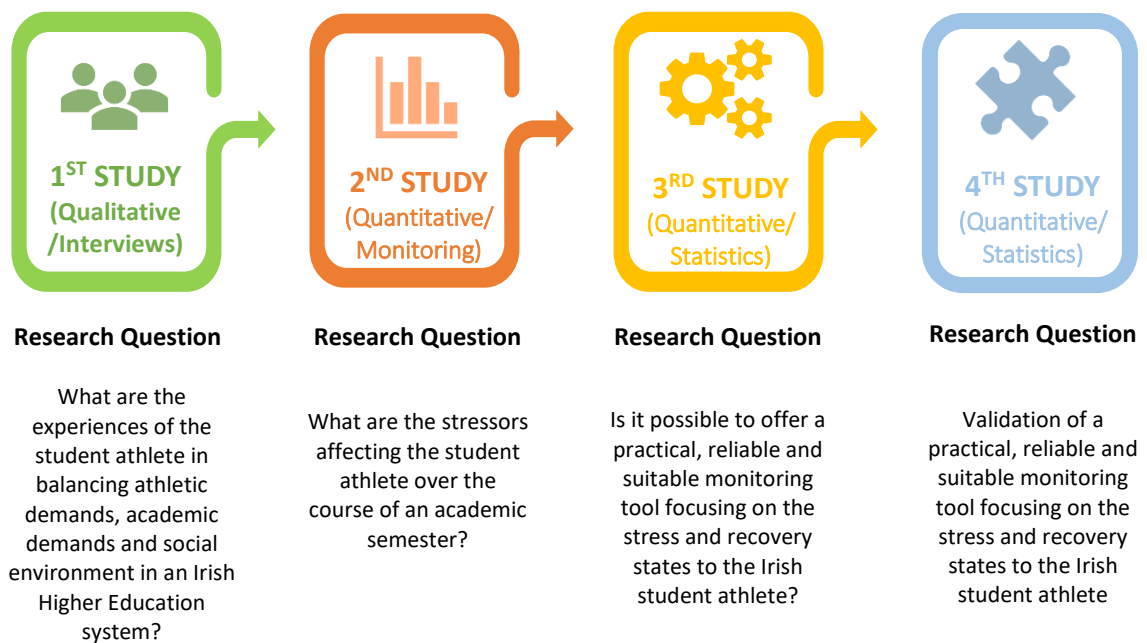 1ST STUDY
(Qualitative
/Interviews)
2ND STUDY
(Quantitative/
Monitoring)
3RD STUDY
(Quantitative/
Statistics)
4TH STUDY
(Quantitative/
Statistics)
Research Question
What are the
experiences of the
student athlete in
balancing athletic
demands, academic
demands and social
environment in an Irish
Higher Education
system?
Research Question
What are the stressors
affecting the student
athlete over the
course of an academic
semester?
Research Question
Is it possible to offer a
practical, reliable and
suitable monitoring
tool focusing on the
stress and recovery
states to the Irish
student athlete?
Research Question
Validation of a
practical, reliable and
suitable monitoring
tool focusing on the
stress and recovery
states to the Irish
student athlete